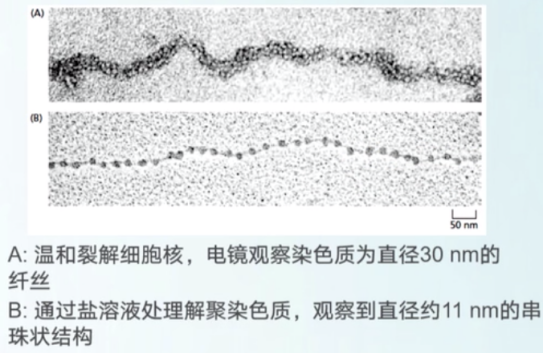 (A)
(B)
50 nm
A: 温和裂解细胞核，电镜观察染色质为直径30 nm的
纤丝
B: 通过盐溶液处理解聚染色质，观察到直径约11 nm的串
珠状结构